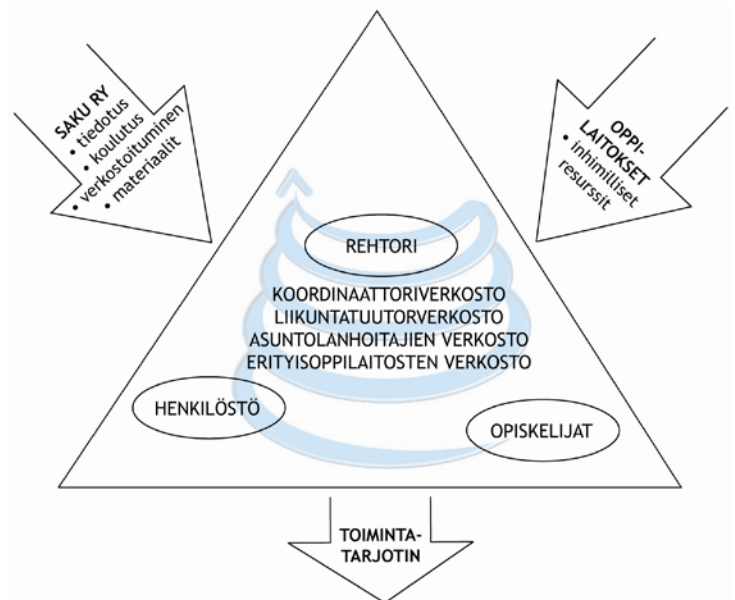 SAKU RY
• tiedotus
• koulutus
• verkostoituminen
• materiaalit
OPPI-
LAITOKSET
• inhimilliset
resurssit
REHTORI
KOORDINAATTORIVERKOSTO
LIIKUNTATUUTORVERKOSTO
ASUNTOLANHOITAJIEN VERKOSTO
ERITYISOPPILAITOSTEN VERKOSTO
HENKILÖSTÖ
OPISKELIJAT
TOIMINTA-
TARJOTIN